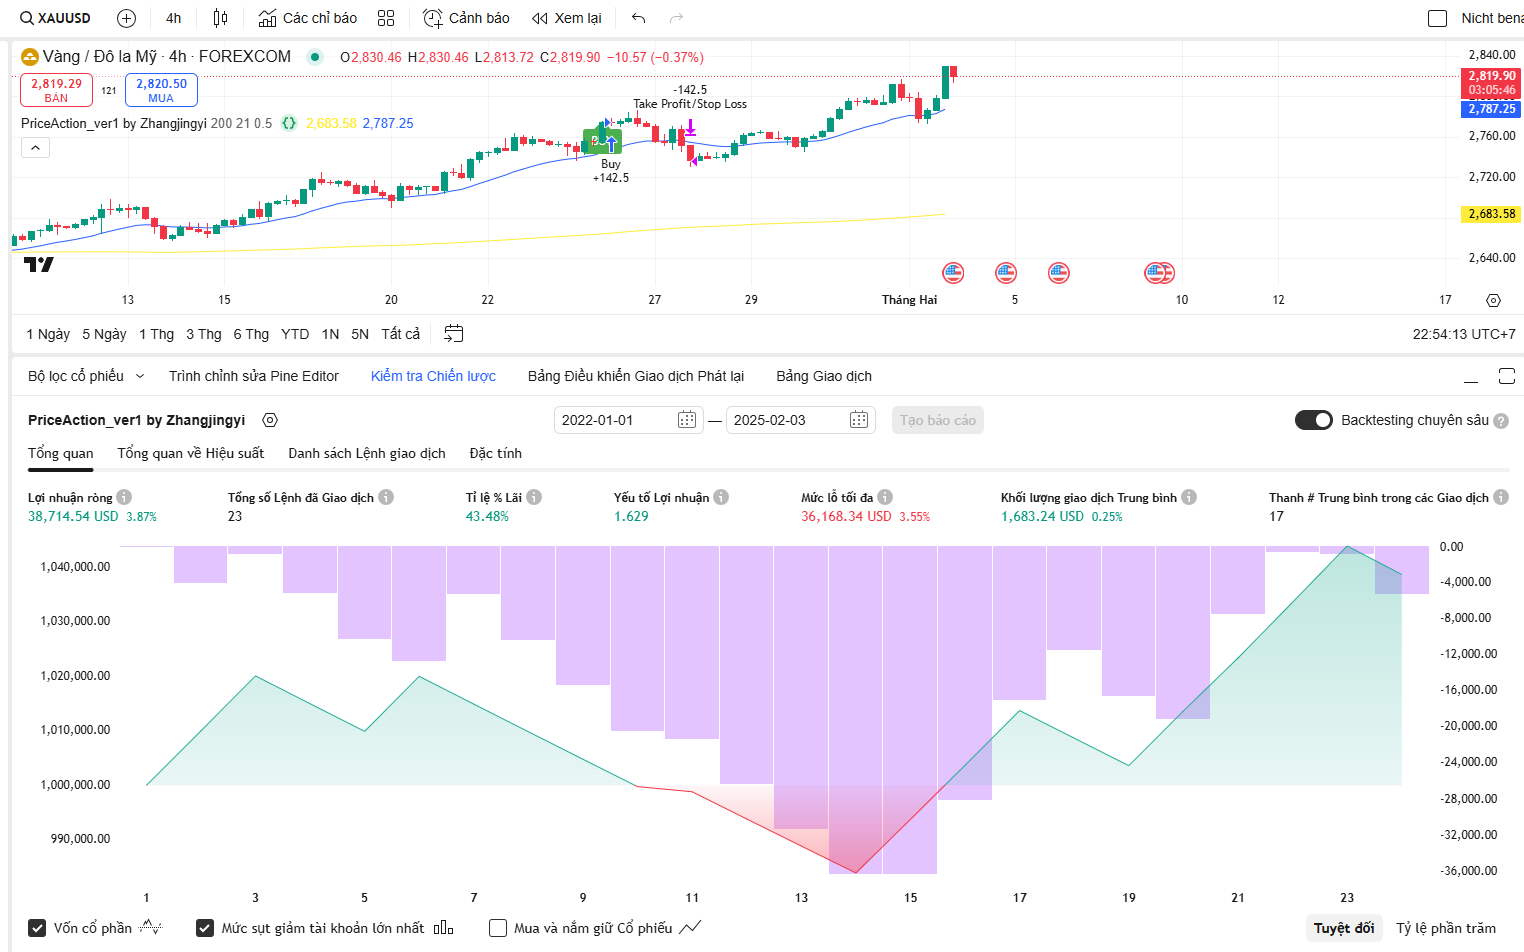 XAUUSD
4h
Các chỉ báo
Cảnh báo
Xem lại
Nicht bena
Vàng / Đô la Mỹ · 4h · FOREXCOM
O2,830.46 H2,830.46 L2,813.72 C2,819.90 −10.57 (−0.37%)
2,819.29
BÁN
121
2,820.50
MUA
PriceAction_ver1 by Zhangjingyi 200 21 0.5 {} 2,683.58 2,787.25
-142.5
Take Profit/Stop Loss
Buy
+142.5
2,840.00
2,819.90
03:05:46
2,787.25
2,760.00
2,720.00
2,683.58
2,640.00
13 15 20 22 27 29 Tháng Hai 5 10 12 17
1 Ngày 5 Ngày 1 Thg 3 Thg 6 Thg YTD 1N 5N Tất cả
22:54:13 UTC+7
Bộ lọc cổ phiếu Trình chỉnh sửa Pine Editor Kiểm tra Chiến lược Bảng Điều khiển Giao dịch Phát lại Bảng Giao dịch
PriceAction_ver1 by Zhangjingyi
2022-01-01 — 2025-02-03
Tạo báo cáo
Backtesting chuyên sâu ?
Tổng quan Tổng quan về Hiệu suất Danh sách Lệnh giao dịch Đặc tính
Lợi nhuận ròng
38,714.54 USD 3.87%
Tổng số Lệnh đã Giao dịch
23
Tỉ lệ % Lãi
43.48%
Yếu tố Lợi nhuận
1.629
Mức lỗ tối đa
36,168.34 USD 3.55%
Khối lượng giao dịch Trung bình
1,683.24 USD 0.25%
Thanh # Trung bình trong các Giao dịch
17
1,040,000.00
1,030,000.00
1,020,000.00
1,010,000.00
1,000,000.00
990,000.00
0.00
-4,000.00
-8,000.00
-12,000.00
-16,000.00
-20,000.00
-24,000.00
-28,000.00
-32,000.00
-36,000.00
1 3 5 7 9 11 13 15 17 19 21 23
Vốn cổ phần
Mức sụt giảm tài khoản lớn nhất
Mua và nắm giữ Cổ phiếu
Tuyệt đối
Tỷ lệ phần trăm